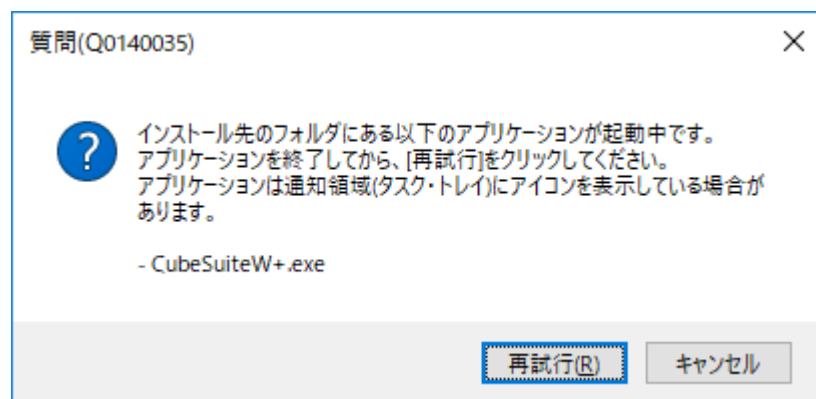 質問(Q0140035)
インストール先のフォルダにある以下のアプリケーションが起動中です。
アプリケーションを終了してから、[再試行]をクリックしてください。
アプリケーションは通知領域(タスク・トレイ)にアイコンを表示している場合が
あります。
- CubeSuiteW+.exe
再試行(R)
キャンセル